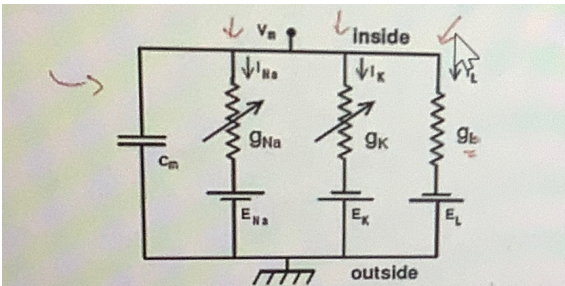 Vm inside
INa IK IL
gNa gK gL
Cm
ENa EK EL
outside